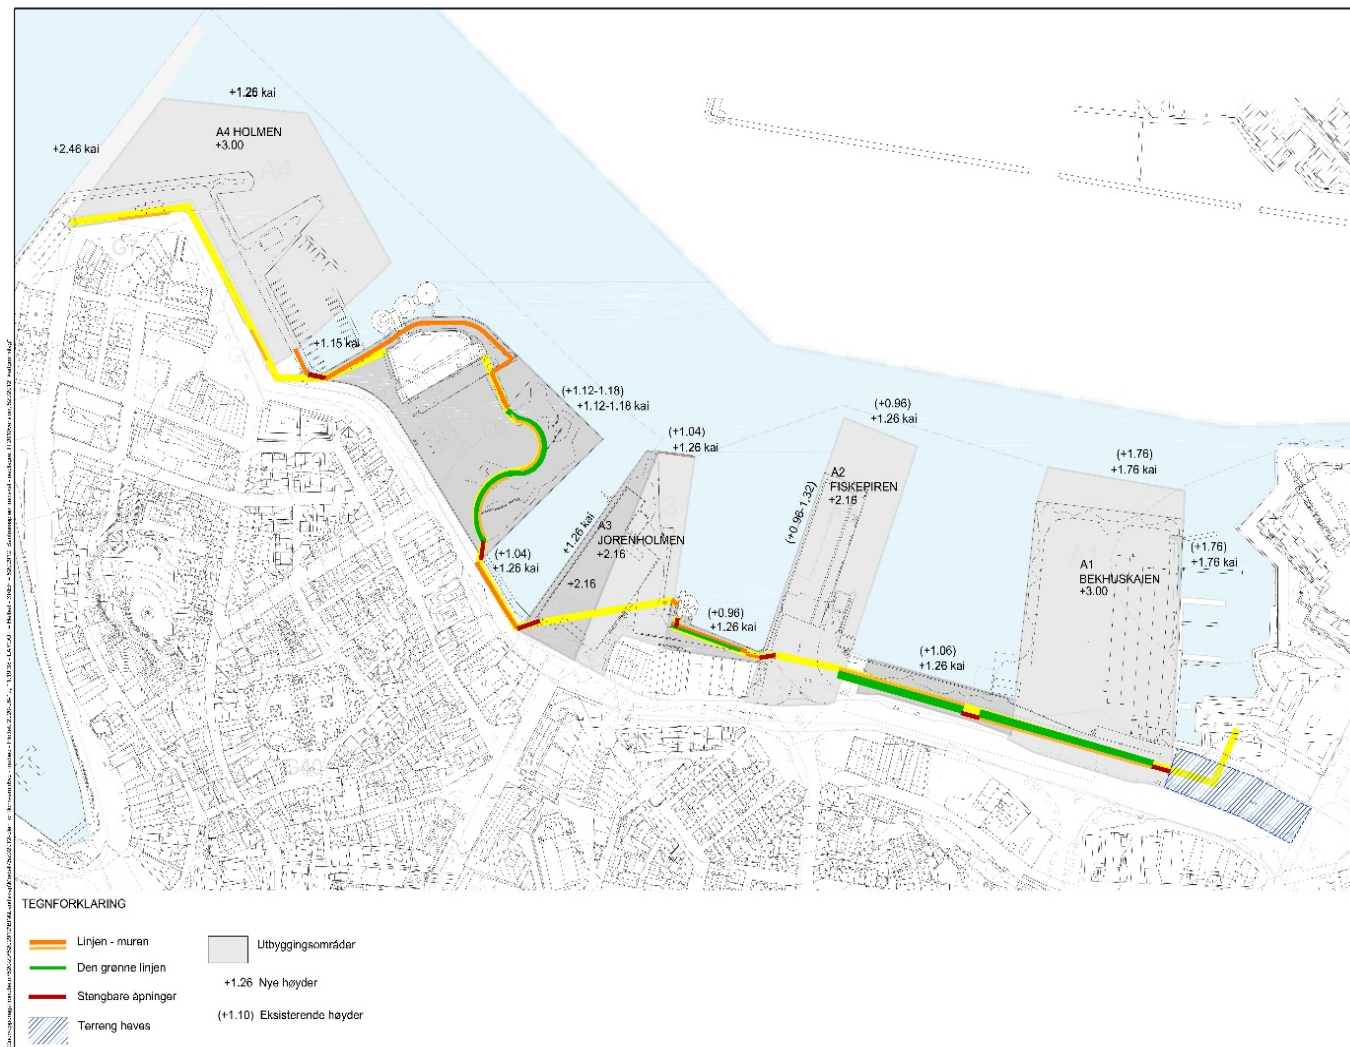 +1.26 kai
A4 HOLMEN
+3.00
A4
+2.46 kai
G7
+1.15 kai
(+1.12-1.18)
+1.12-1.18 kai
(+1.04)
+1.26 kai
(+0.96)
+1.26 kai
(+1.76)
+1.76 kai
A2
FISKEPIREN
+2.16
(+0.96-1.32)
+1.26 kai
A3
JORENHOLMEN
+2.16
+2.16
3
(+1.04)
+1.26 kai
(+1.76)
+1.76 kai
A1
A1
BEKHUSKAIEN
+3.00
(+0.96)
+1.26 kai
(+1.06)
+1.26 kai
TEGNFORKLARING
Linjen - muren
Den grønne linjen
Stengbare åpninger
Terreng heves
Utbyggingsområder
+1.26 Nye høyder
(+1.10) Eksisterende høyder